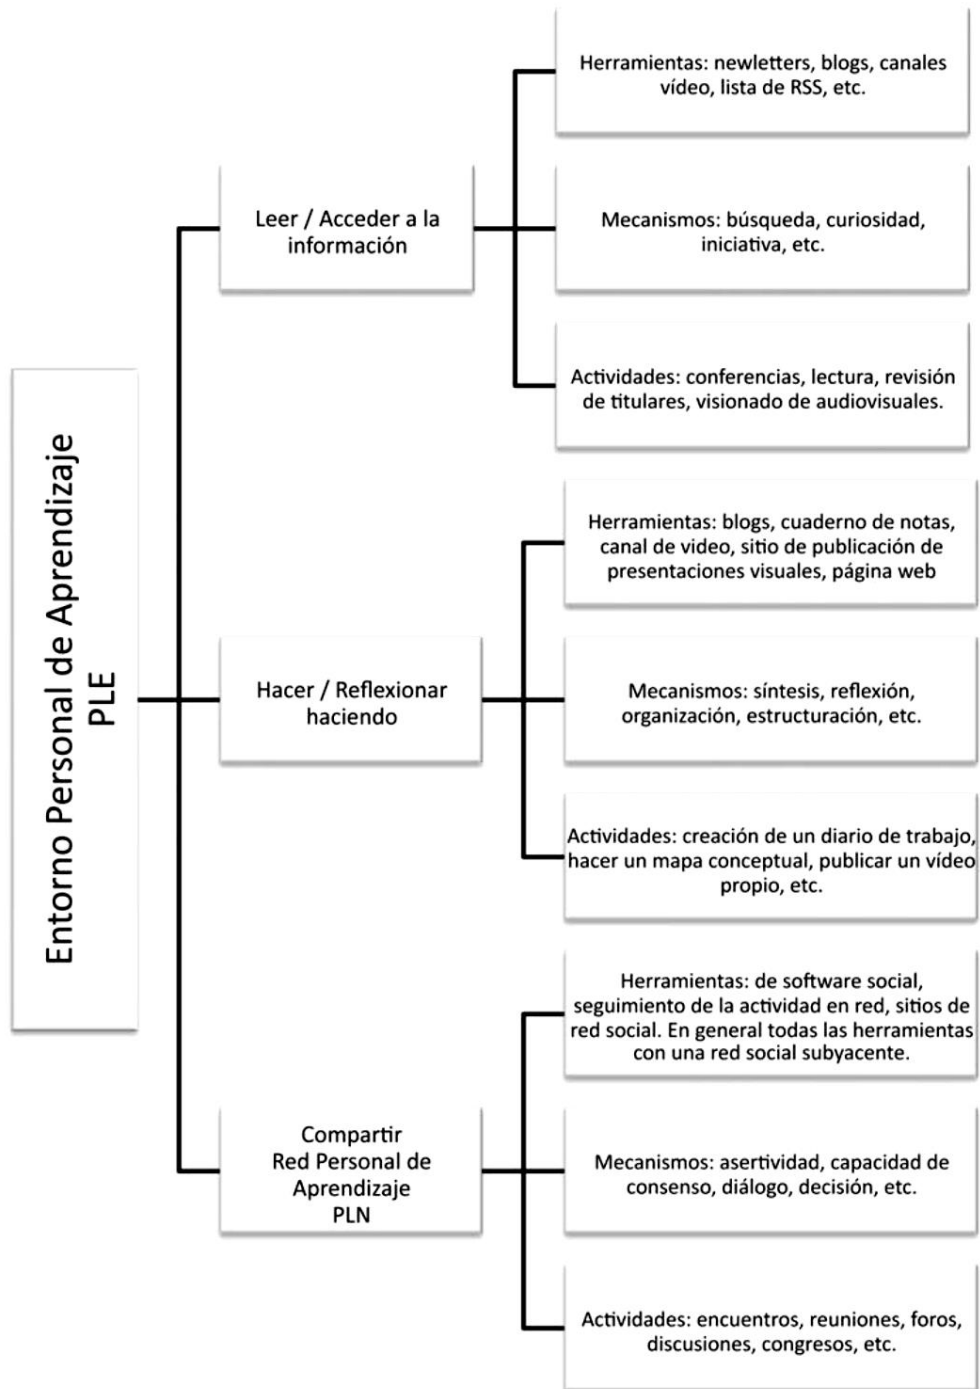 Entorno Personal de Aprendizaje
PLE
Leer / Acceder a la
información
Herramientas: newletters, blogs, canales
vídeo, lista de RSS, etc.
Mecanismos: búsqueda, curiosidad,
iniciativa, etc.
Actividades: conferencias, lectura, revisión
de titulares, visionado de audiovisuales.
Hacer / Reflexionar
haciendo
Herramientas: blogs, cuaderno de notas,
canal de video, sitio de publicación de
presentaciones visuales, página web
Mecanismos: síntesis, reflexión,
organización, estructuración, etc.
Actividades: creación de un diario de trabajo,
hacer un mapa conceptual, publicar un vídeo
propio, etc.
Compartir
Red Personal de
Aprendizaje
PLN
Herramientas: de software social,
seguimiento de la actividad en red, sitios de
red social. En general todas las herramientas
con una red social subyacente.
Mecanismos: asertividad, capacidad de
consenso, diálogo, decisión, etc.
Actividades: encuentros, reuniones, foros,
discusiones, congresos, etc.